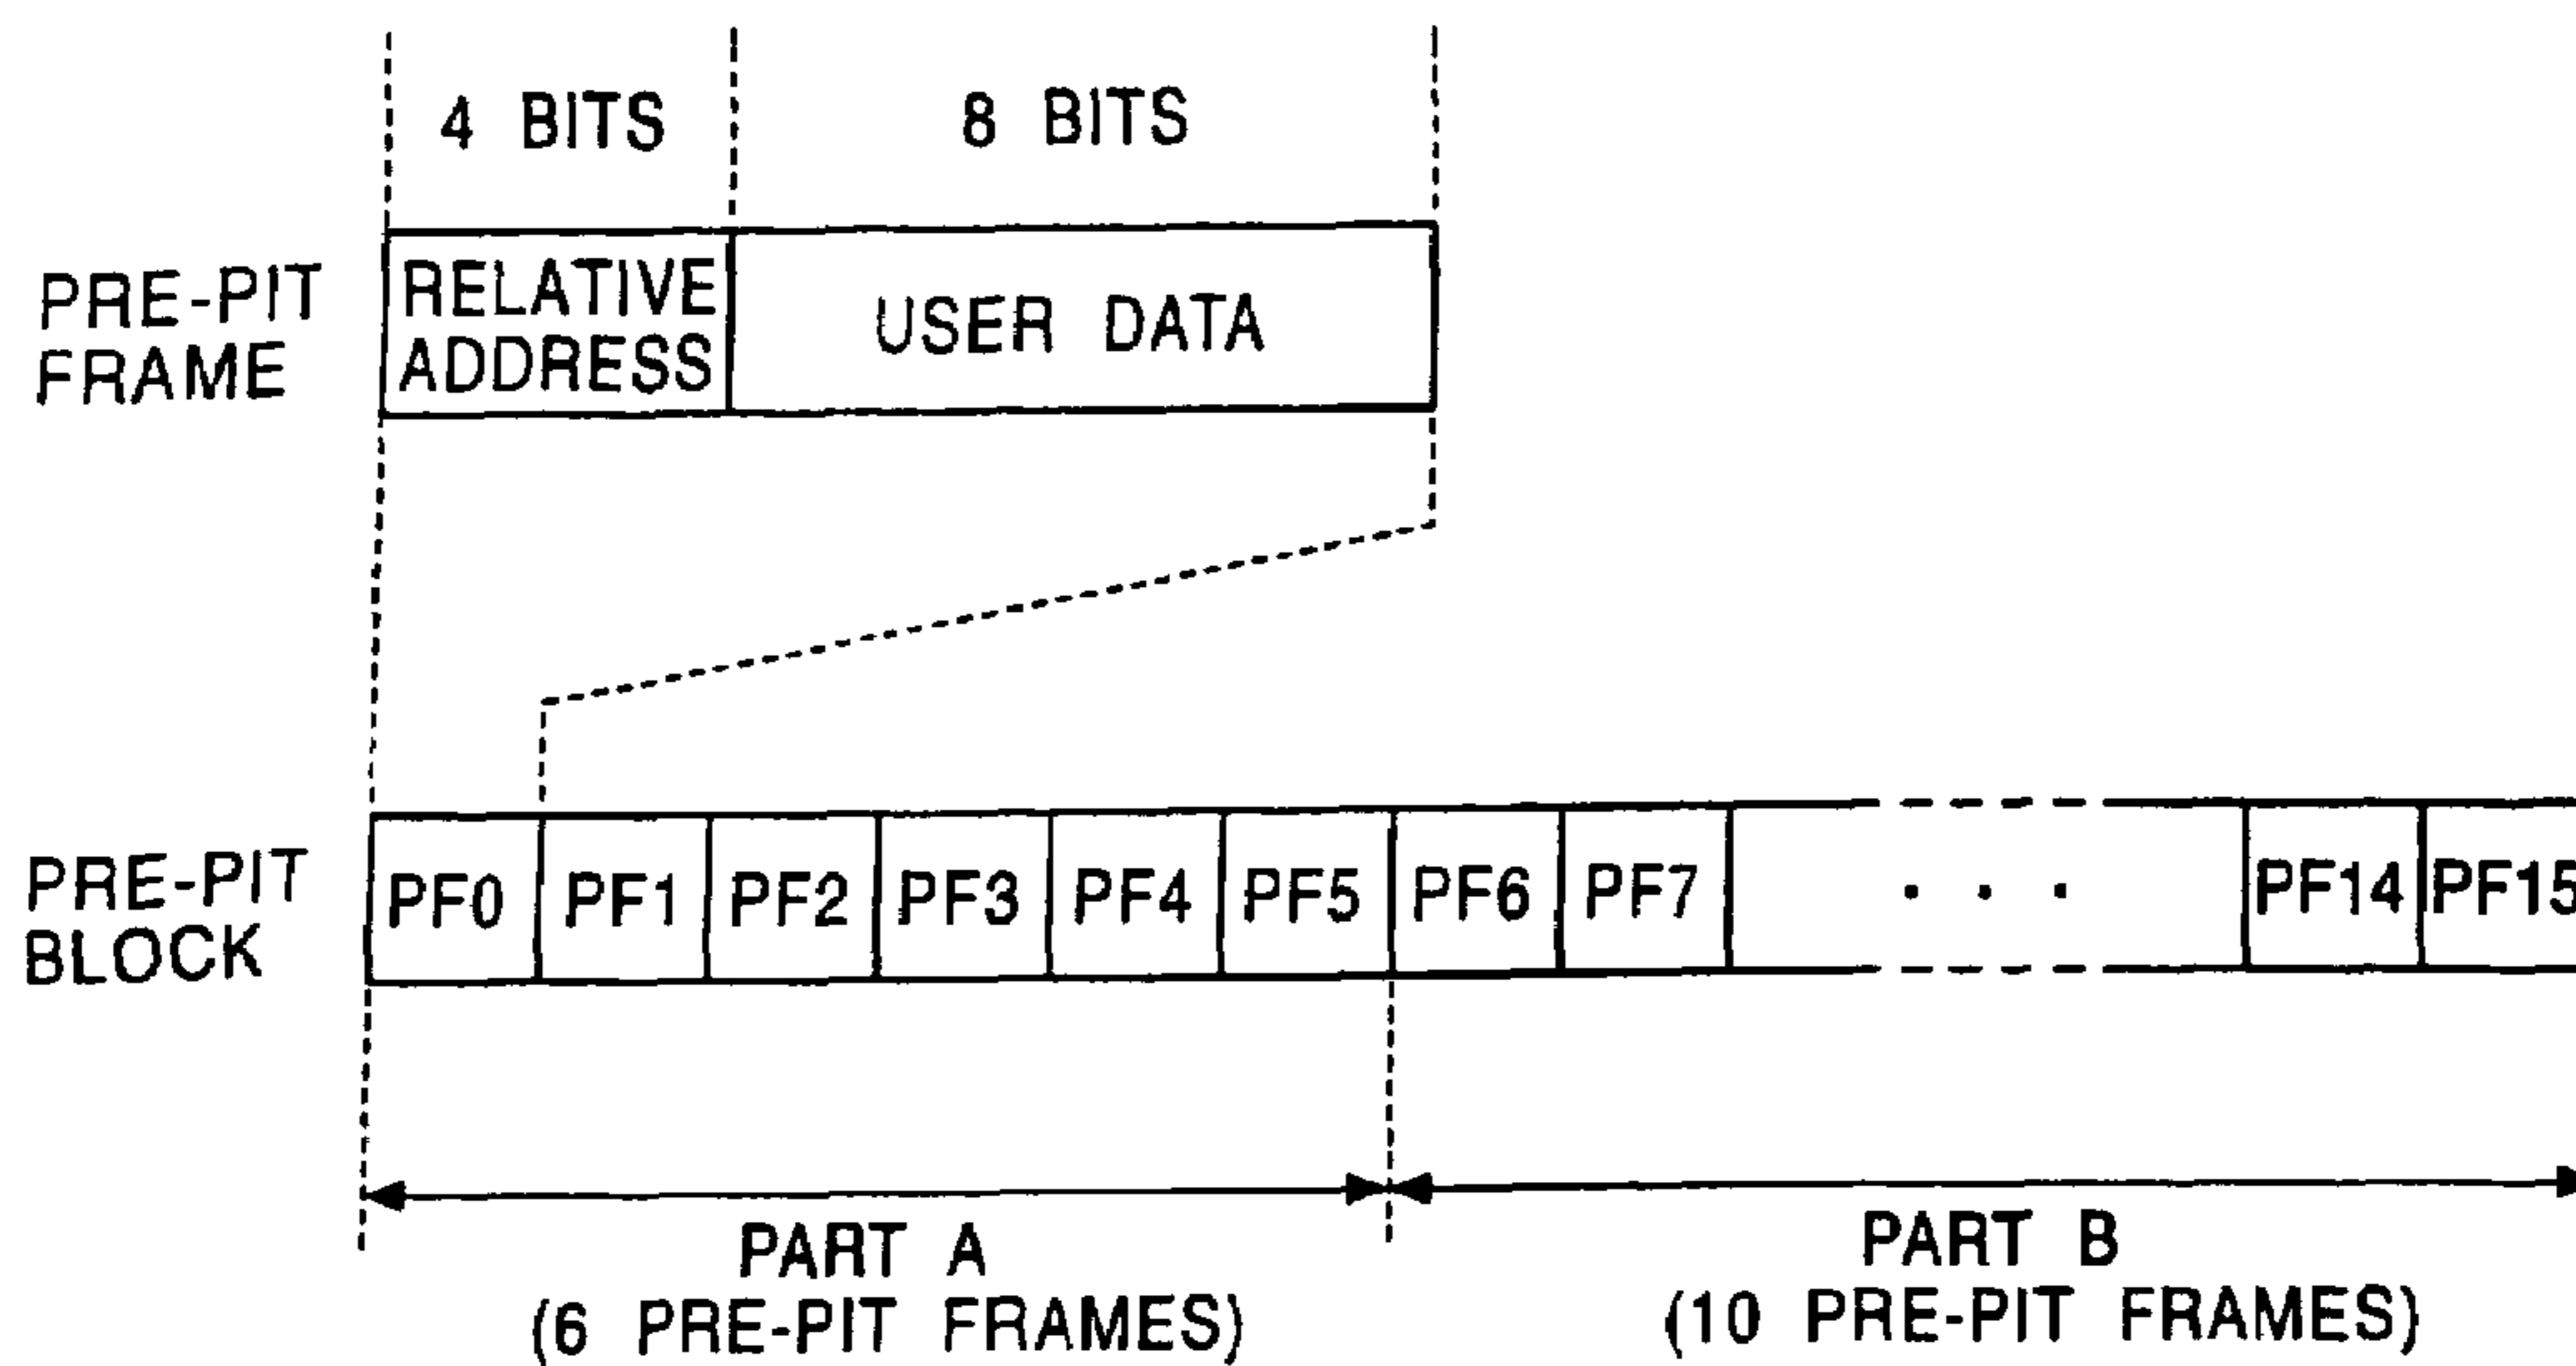 4 BITS 8 BITS
PRE-PIT
FRAME
RELATIVE
ADDRESS
USER DATA
PRE-PIT
BLOCK
PF0 PF1 PF2 PF3 PF4 PF5 PF6 PF7 . . . PF14 PF15
PART A
(6 PRE-PIT FRAMES)
PART B
(10 PRE-PIT FRAMES)